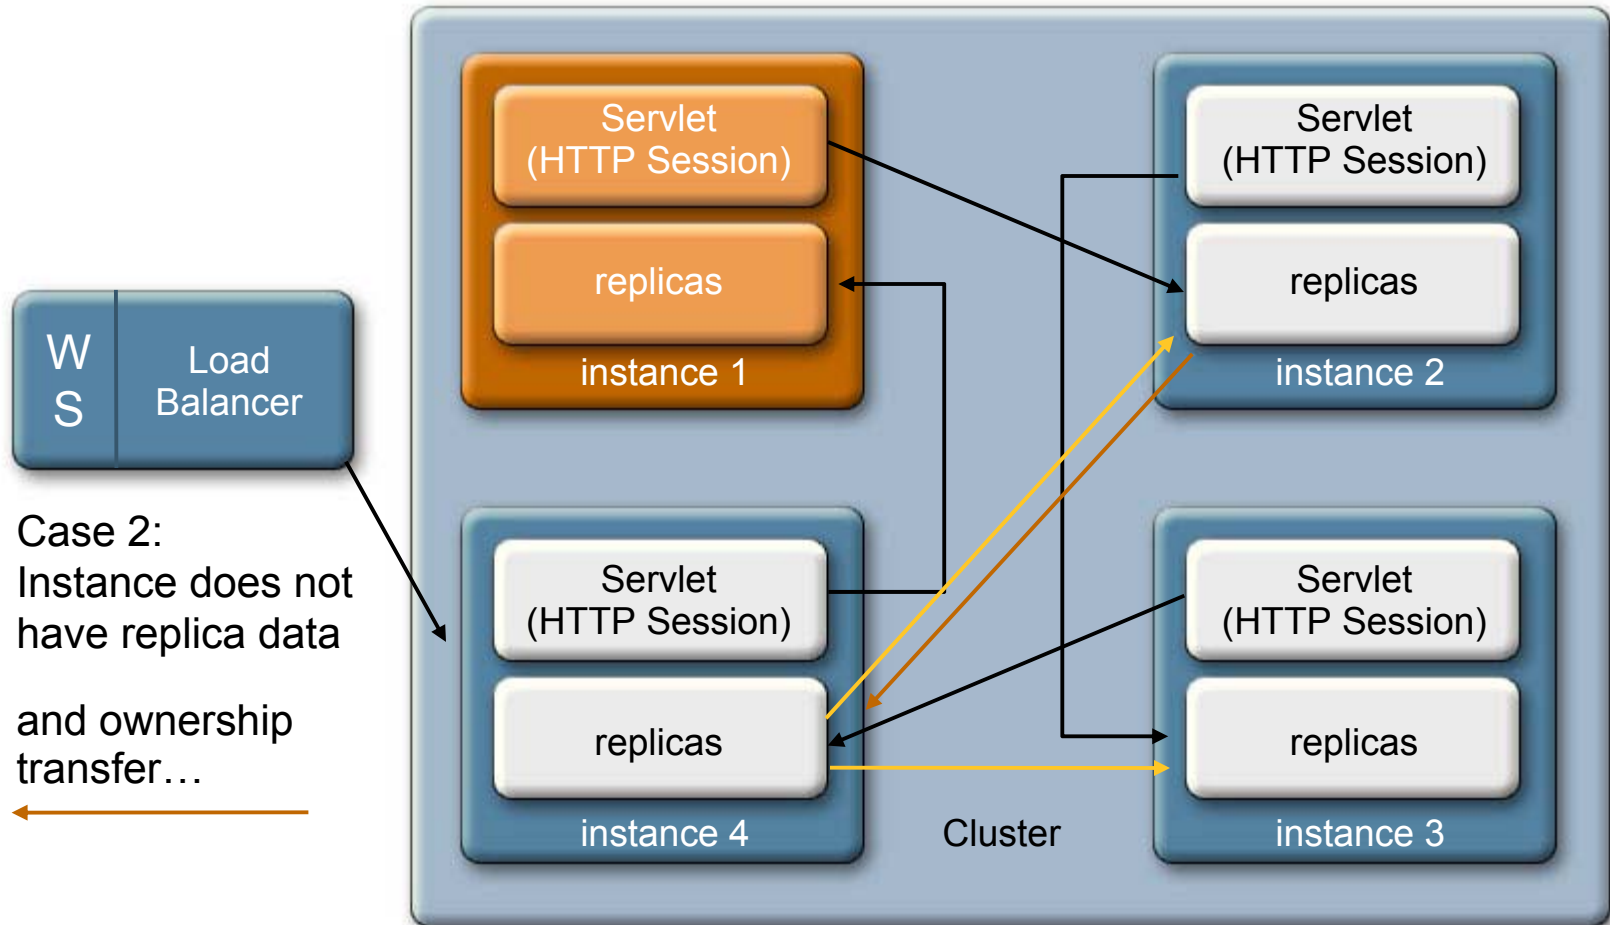 Servlet
(HTTP Session)
replicas
instance 1
Servlet
(HTTP Session)
replicas
instance 2
W
S
Load
Balancer
Case 2:
Instance does not
have replica data
and ownership
transfer…
Servlet
(HTTP Session)
replicas
instance 4
Cluster
Servlet
(HTTP Session)
replicas
instance 3